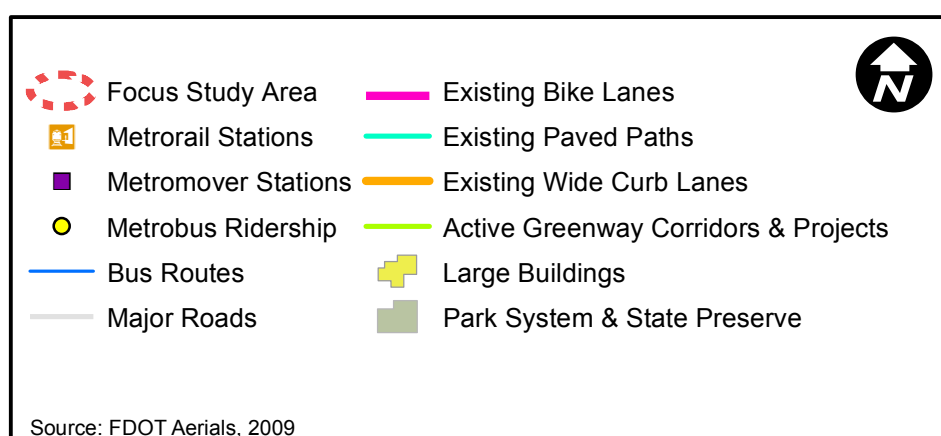 Focus Study Area
Metrorail Stations
Metromover Stations
Metrobus Ridership
Bus Routes
Major Roads
Existing Bike Lanes
Existing Paved Paths
Existing Wide Curb Lanes
Active Greenway Corridors & Projects
Large Buildings
Park System & State Preserve
N
Source: FDOT Aerials, 2009